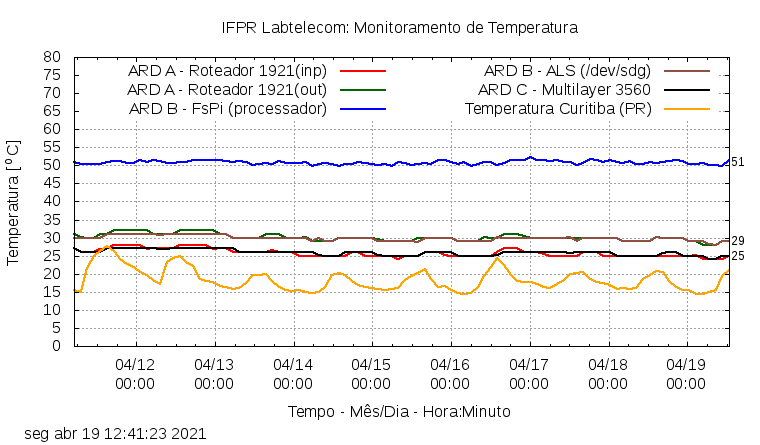 IFPR Labtelecom: Monitoramento de Temperatura
80
75
70
65
60
55
50
45
40
35
30
25
20
15
10
5
0
Temperatura [ ºC]
ARD A - Roteador 1921(inp)
ARD A - Roteador 1921(out)
ARD B - FsPi (processador)
ARD B - ALS (/dev/sdg)
ARD C - Multilayer 3560
Temperatura Curitiba (PR)
51
29
25
04/12 04/13 04/14 04/15 04/16 04/17 04/18 04/19
00:00 00:00 00:00 00:00 00:00 00:00 00:00 00:00
Tempo - Mês/Dia - Hora:Minuto
seg abr 19 12:41:23 2021